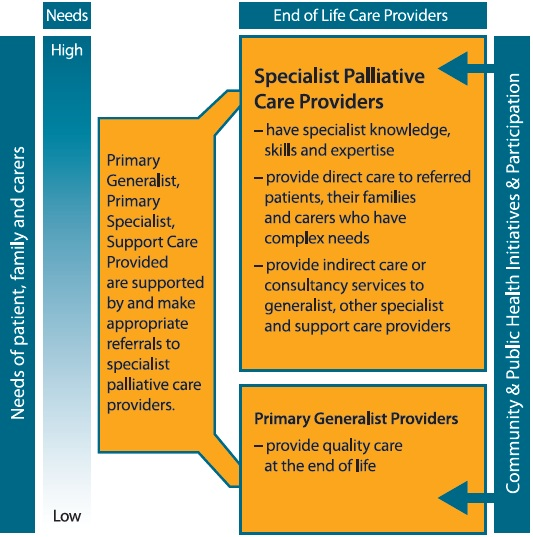 Needs
End of Life Care Providers
Needs of patient, family and carers
High
Low
Primary
Generalist,
Primary
Specialist,
Support Care
Provided
are supported
by and make
appropriate
referrals to
specialist
palliative care
providers.
Specialist Palliative
Care Providers
– have specialist knowledge,
skills and expertise
– provide direct care to referred
patients, their families
and carers who have
complex needs
– provide indirect care or
consultancy services to
generalist, other specialist
and support care providers
Primary Generalist Providers
– provide quality care
at the end of life
Community & Public Health Initiatives & Participation